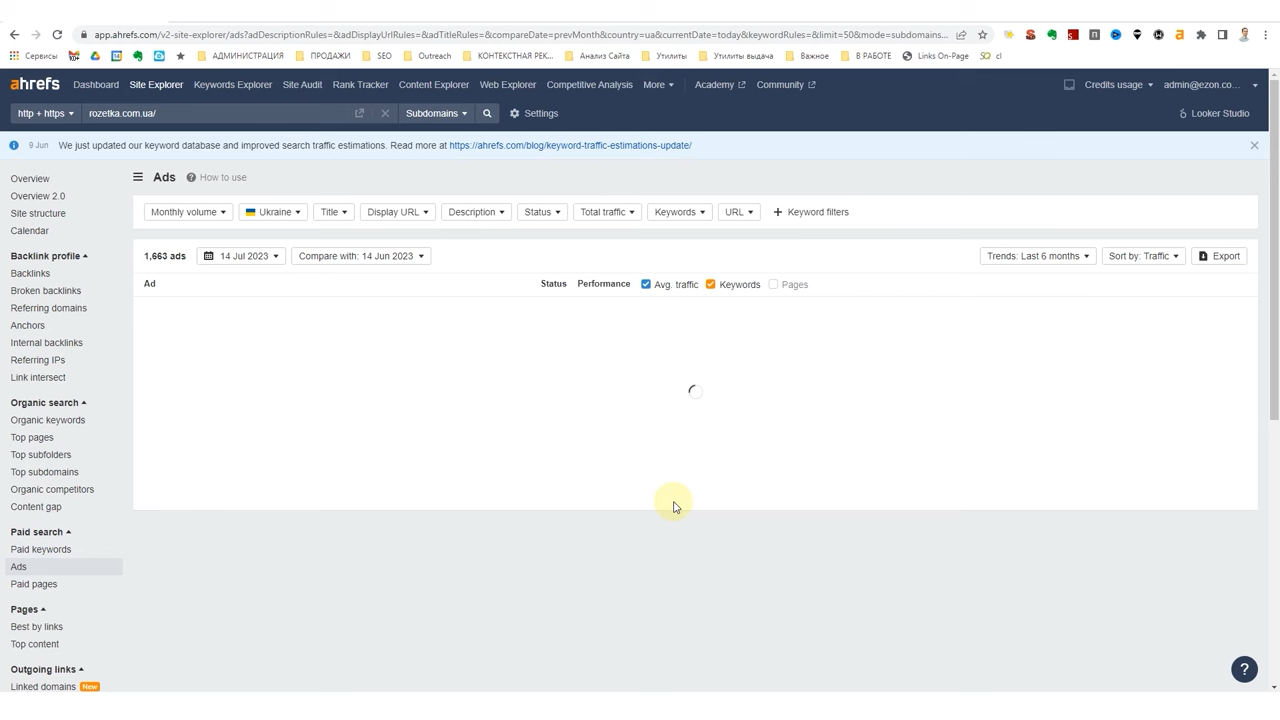 app.ahrefs.com/v2-site-explorer/ads?adDescriptionRules=&adDisplayUrlRules=&adTitleRules=&compareDate=prevMonth&country=ua&currentDate=today&keywordRules=&limit=50&mode=subdomains...
Сервисы АДМИНИСТРАЦИЯ ПРОДАЖИ SEO Outreach КОНТЕКСТНАЯ РЕК... Анализ Сайта Утилиты Утилиты выдача Важное В РАБОТЕ Links On-Page cl
ahrefs Dashboard Site Explorer Keywords Explorer Site Audit Rank Tracker Content Explorer Web Explorer Competitive Analysis More Academy Community Credits usage admin@ezon.co...
http + https rozetka.com.ua/ Subdomains Settings Looker Studio
9 Jun We just updated our keyword database and improved search traffic estimations. Read more at https://ahrefs.com/blog/keyword-traffic-estimations-update/
Overview
Overview 2.0
Site structure
Calendar
Backlink profile
Backlinks
Broken backlinks
Referring domains
Anchors
Internal backlinks
Referring IPs
Link intersect
Organic search
Organic keywords
Top pages
Top subfolders
Top subdomains
Organic competitors
Content gap
Paid search
Paid keywords
Ads
Paid pages
Pages
Best by links
Top content
Outgoing links
Linked domains New
Ads How to use
Monthly volume Ukraine Title Display URL Description Status Total traffic Keywords URL + Keyword filters
1,663 ads 14 Jul 2023 Compare with: 14 Jun 2023 Trends: Last 6 months Sort by: Traffic Export
Ad Status Performance Avg. traffic Keywords Pages
?